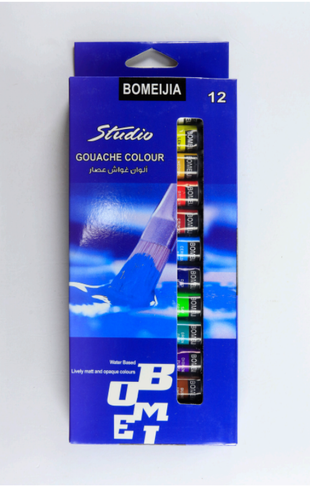 BOMEIJIA
12
Studio
GOUACHE COLOUR
الوان غواش عصار
Water Based
Lively matt and opaque colours
BOMEI